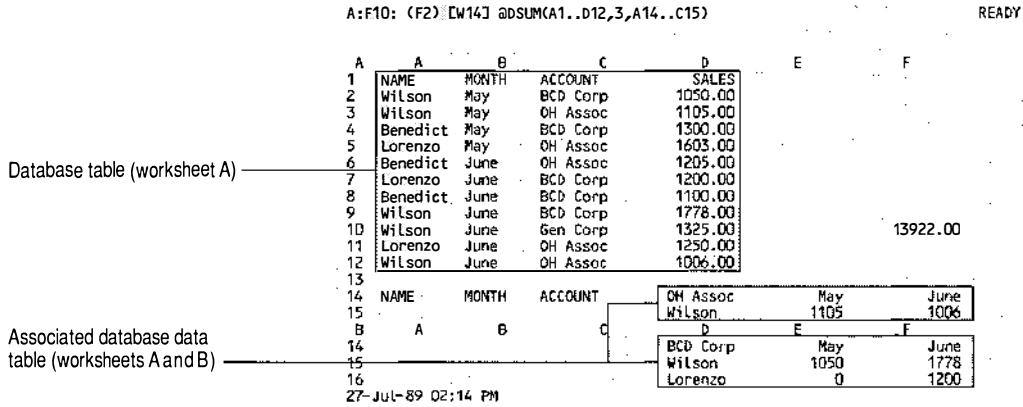 A:F10: (F2) [W14] @DSUM(A1..D12,3,A14..C15) READY
A A B C D E F
1 NAME MONTH ACCOUNT SALES
2 Wilson May BCD Corp 1050.00
3 Wilson May OH Assoc 1105.00
4 Benedict May BCD Corp 1300.00
5 Lorenzo May OH Assoc 1603.00
6 Benedict June OH Assoc 1205.00
Database table (worksheet A)
7 Lorenzo June BCD Corp 1200.00
8 Benedict June BCD Corp 1100.00
9 Wilson June BCD Corp 1778.00
10 Wilson June Gen Corp 1325.00 13922.00
11 Lorenzo June OH Assoc 1250.00
12 Wilson June OH Assoc 1006.00
13
14 NAME MONTH ACCOUNT OH Assoc May June
15 Wilson 1105 1006
B A B C D E F
Associated database data
table (worksheets A and B)
14 BCD Corp May June
15 Wilson 1050 1778
16 Lorenzo 0 1200
27-Jul-89 02:14 PM